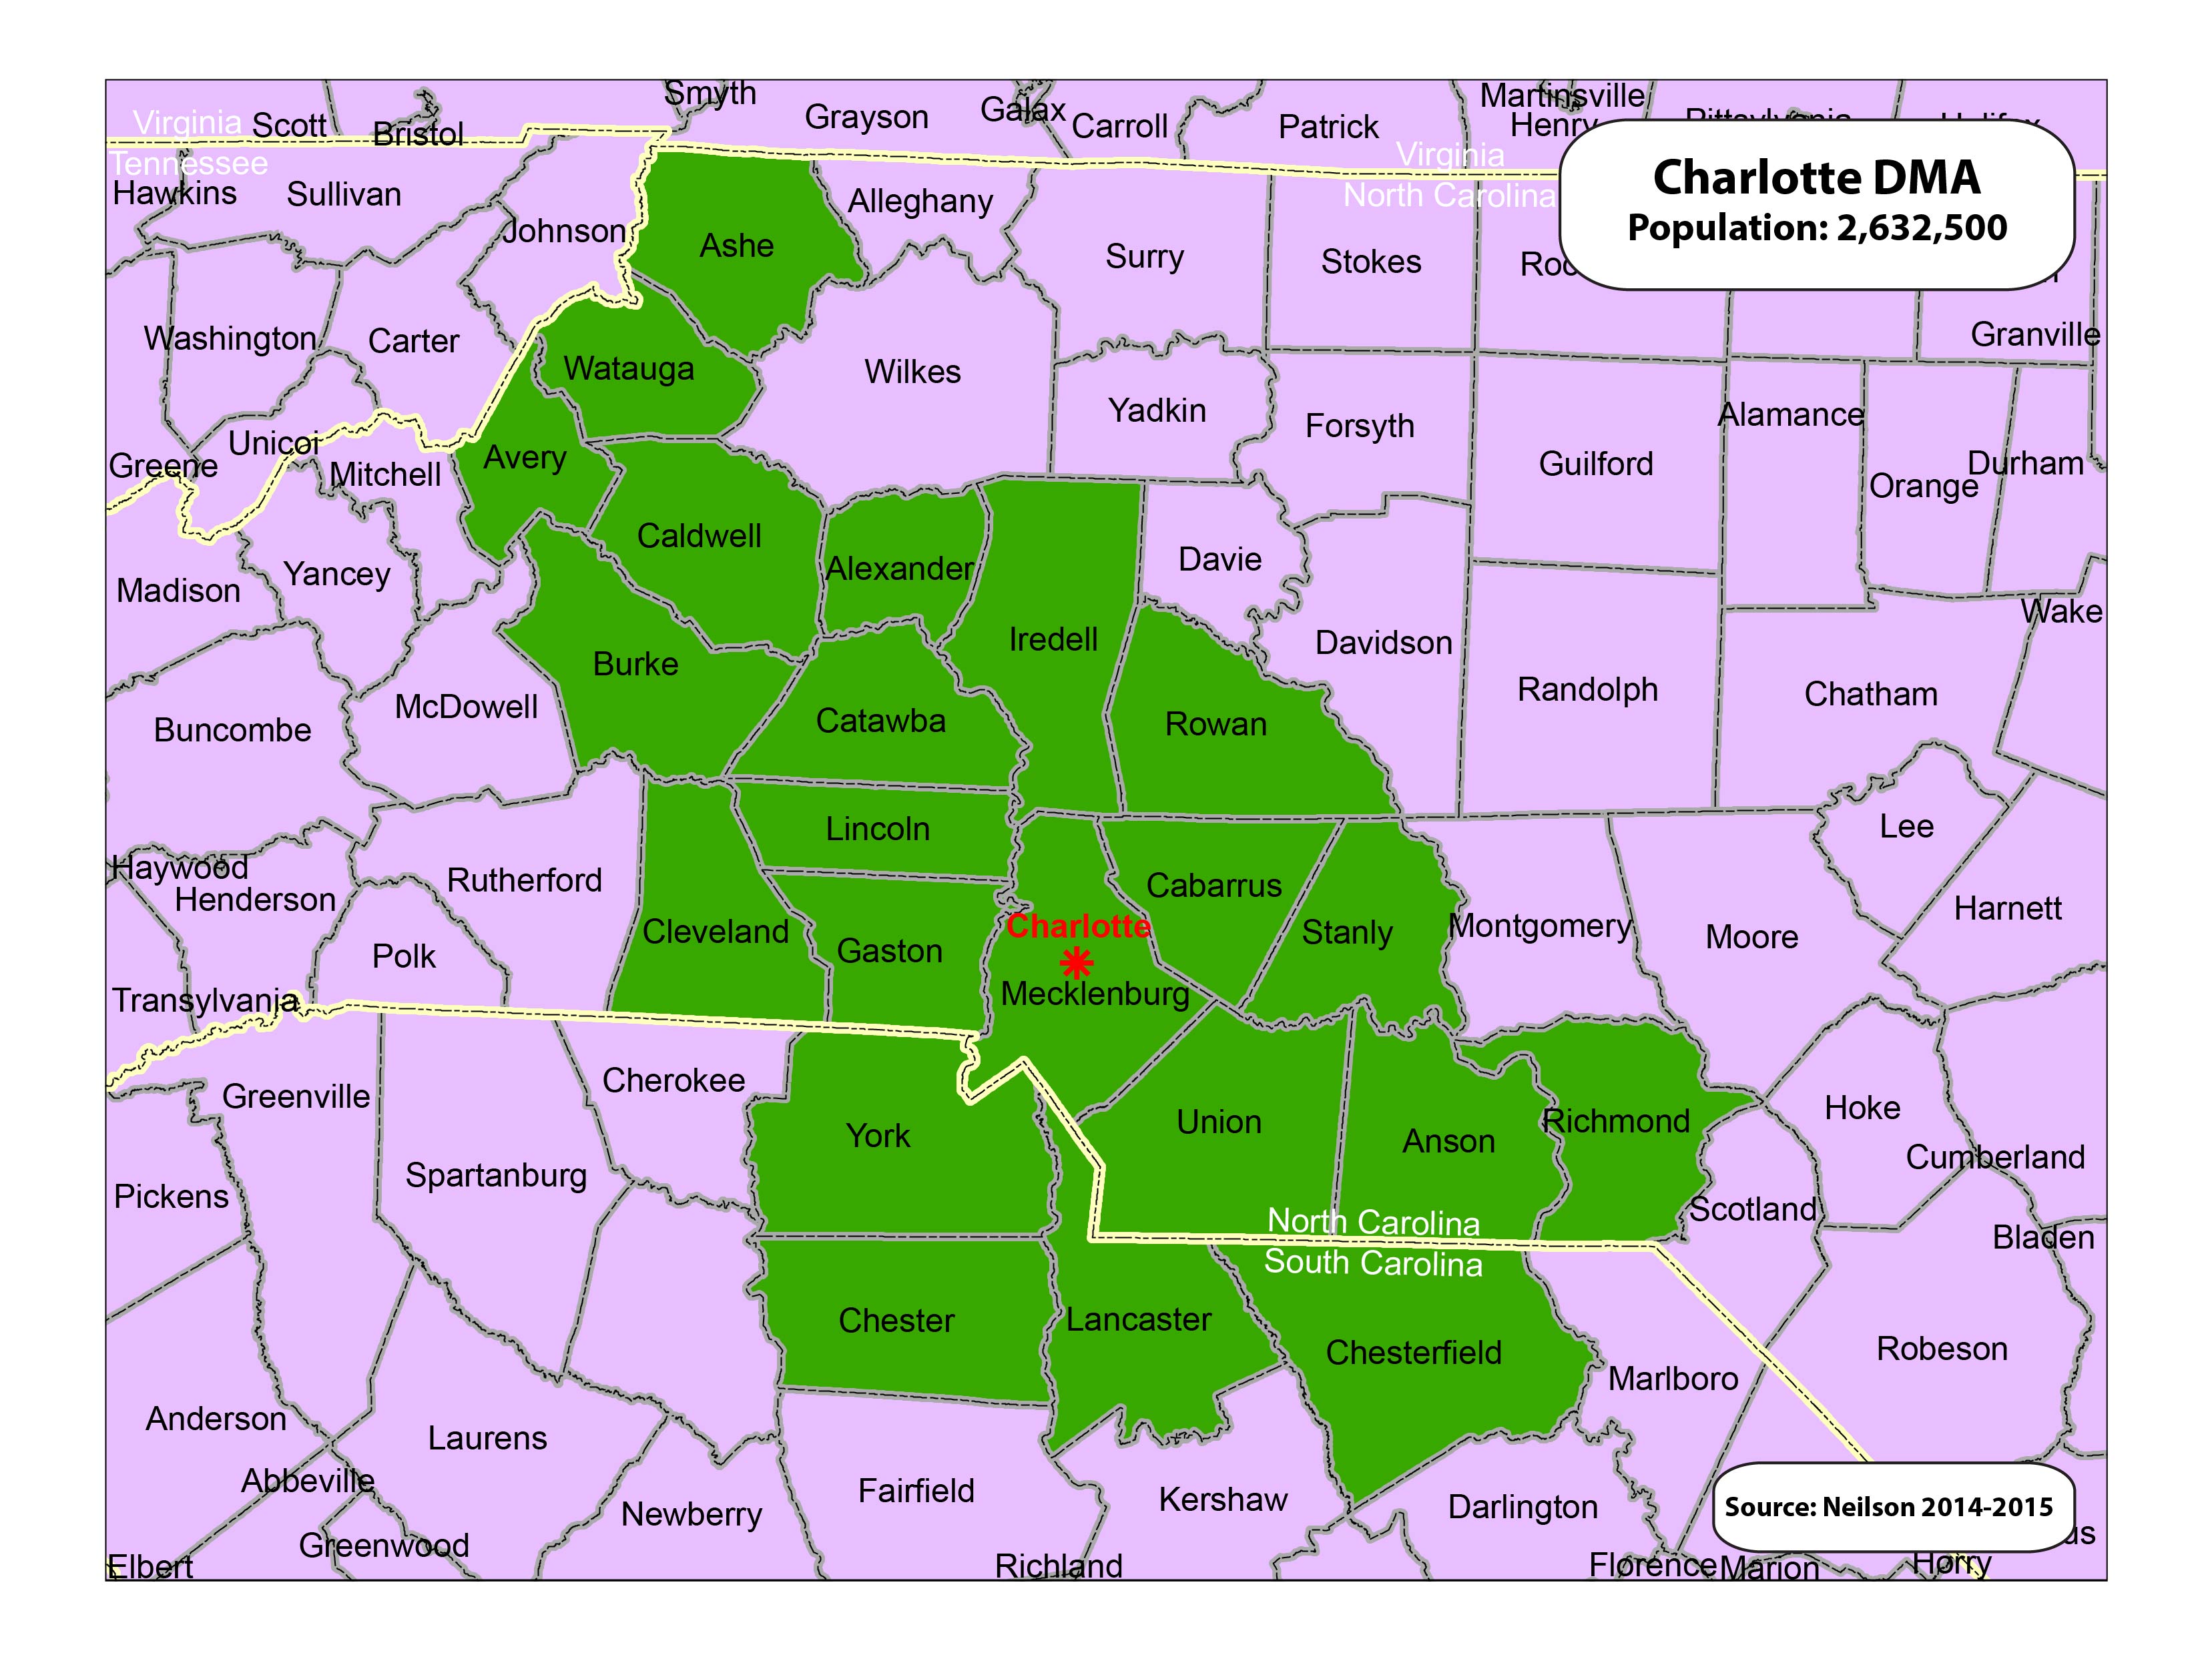 Smyth
Grayson
Galax
Carroll
Patrick
Martinsville
Henry
Virginia
Scott
Bristol
Tennessee
Virginia
North Carolina
Charlotte DMA
Population: 2,632,500
Hawkins
Sullivan
Johnson
Ashe
Alleghany
Surry
Stokes
Washington
Carter
Watauga
Wilkes
Yadkin
Forsyth
Granville
Alamance
Guilford
Orange
Durham
Greene
Unicoi
Mitchell
Avery
Caldwell
Alexander
Davie
Madison
Yancey
Iredell
Davidson
Wake
Burke
Buncombe
McDowell
Catawba
Rowan
Randolph
Chatham
Lincoln
Lee
Haywood
Henderson
Rutherford
Cleveland
Gaston
Cabarrus
Stanly
Montgomery
Moore
Harnett
Charlotte
Polk
Mecklenburg
Transylvania
Greenville
Cherokee
York
Union
Anson
Richmond
Hoke
Cumberland
Pickens
Spartanburg
Scotland
Bladen
North Carolina
South Carolina
Chester
Lancaster
Chesterfield
Marlboro
Robeson
Anderson
Laurens
Abbeville
Fairfield
Kershaw
Darlington
Newberry
Greenwood
Elbert
Richland
Florence
Marion
Horry
Source: Neilson 2014-2015